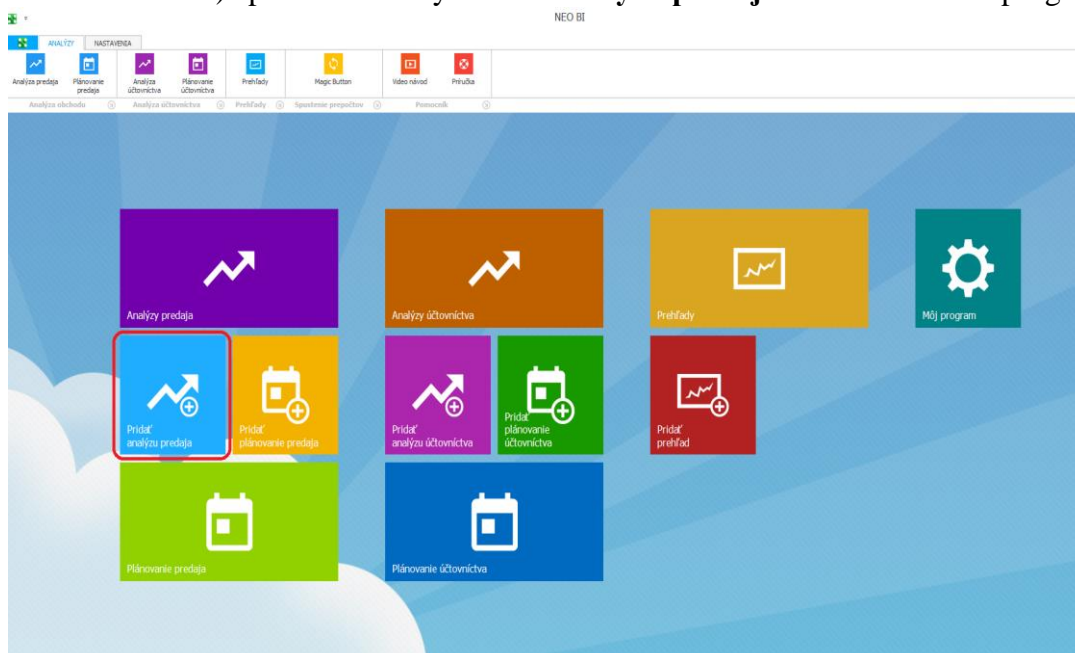 NEO BI
ANALÝZY NASTAVENIA
Analýza predaja
Plánovanie
predaja
Analýza
účtovníctva
Plánovanie
účtovníctva
Prehľady
Magic Button
Video návod
Príručka
Analýza obchodu
Analýza účtovníctva
Prehľady
Spustenie prepočtov
Pomocník
Analýzy predaja
Analýzy účtovníctva
Prehľady
Môj program
Pridať
analýzu predaja
Pridať
plánovanie predaja
Pridať
analýzu účtovníctva
Pridať
plánovanie
účtovníctva
Pridať
prehľad
Plánovanie predaja
Plánovanie účtovníctva